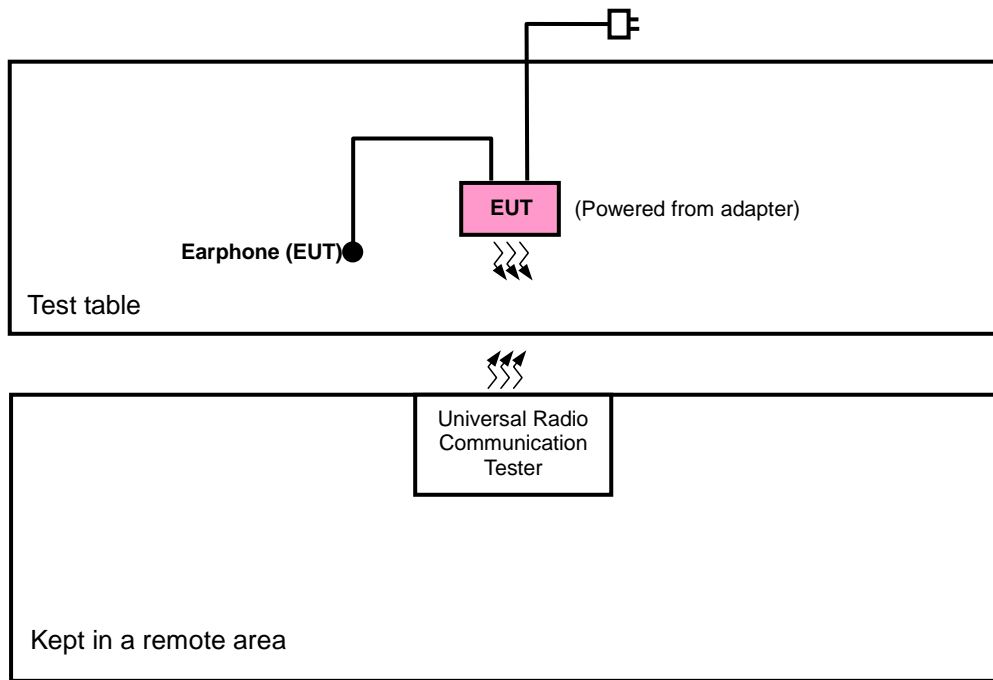 EUT
(Powered from adapter)
Earphone (EUT)
Test table
Universal Radio
Communication
Tester
Kept in a remote area